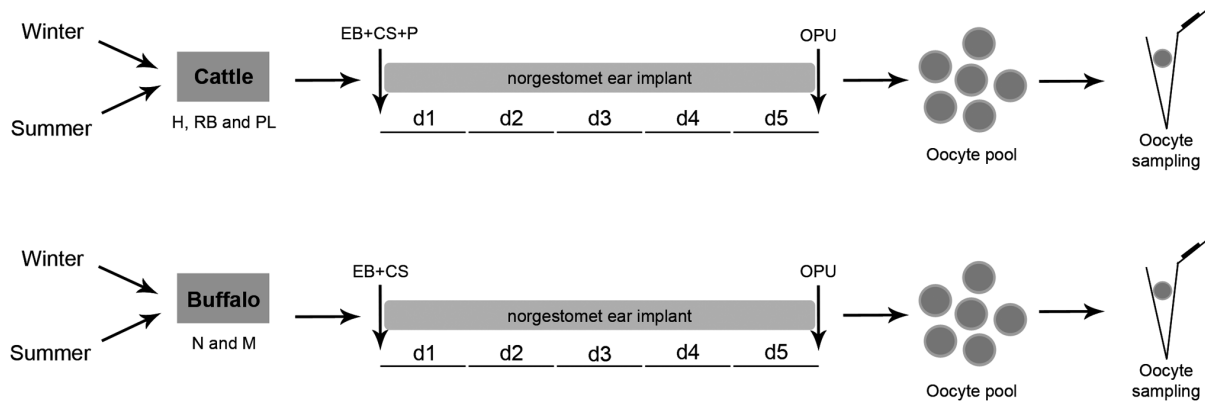 Winter
Summer
Cattle
H, RB and PL
EB+CS+P
norgestomet ear implant
OPU
d1 d2 d3 d4 d5
Oocyte pool
Oocyte
sampling
Winter
Summer
Buffalo
N and M
EB+CS
norgestomet ear implant
OPU
d1 d2 d3 d4 d5
Oocyte pool
Oocyte
sampling